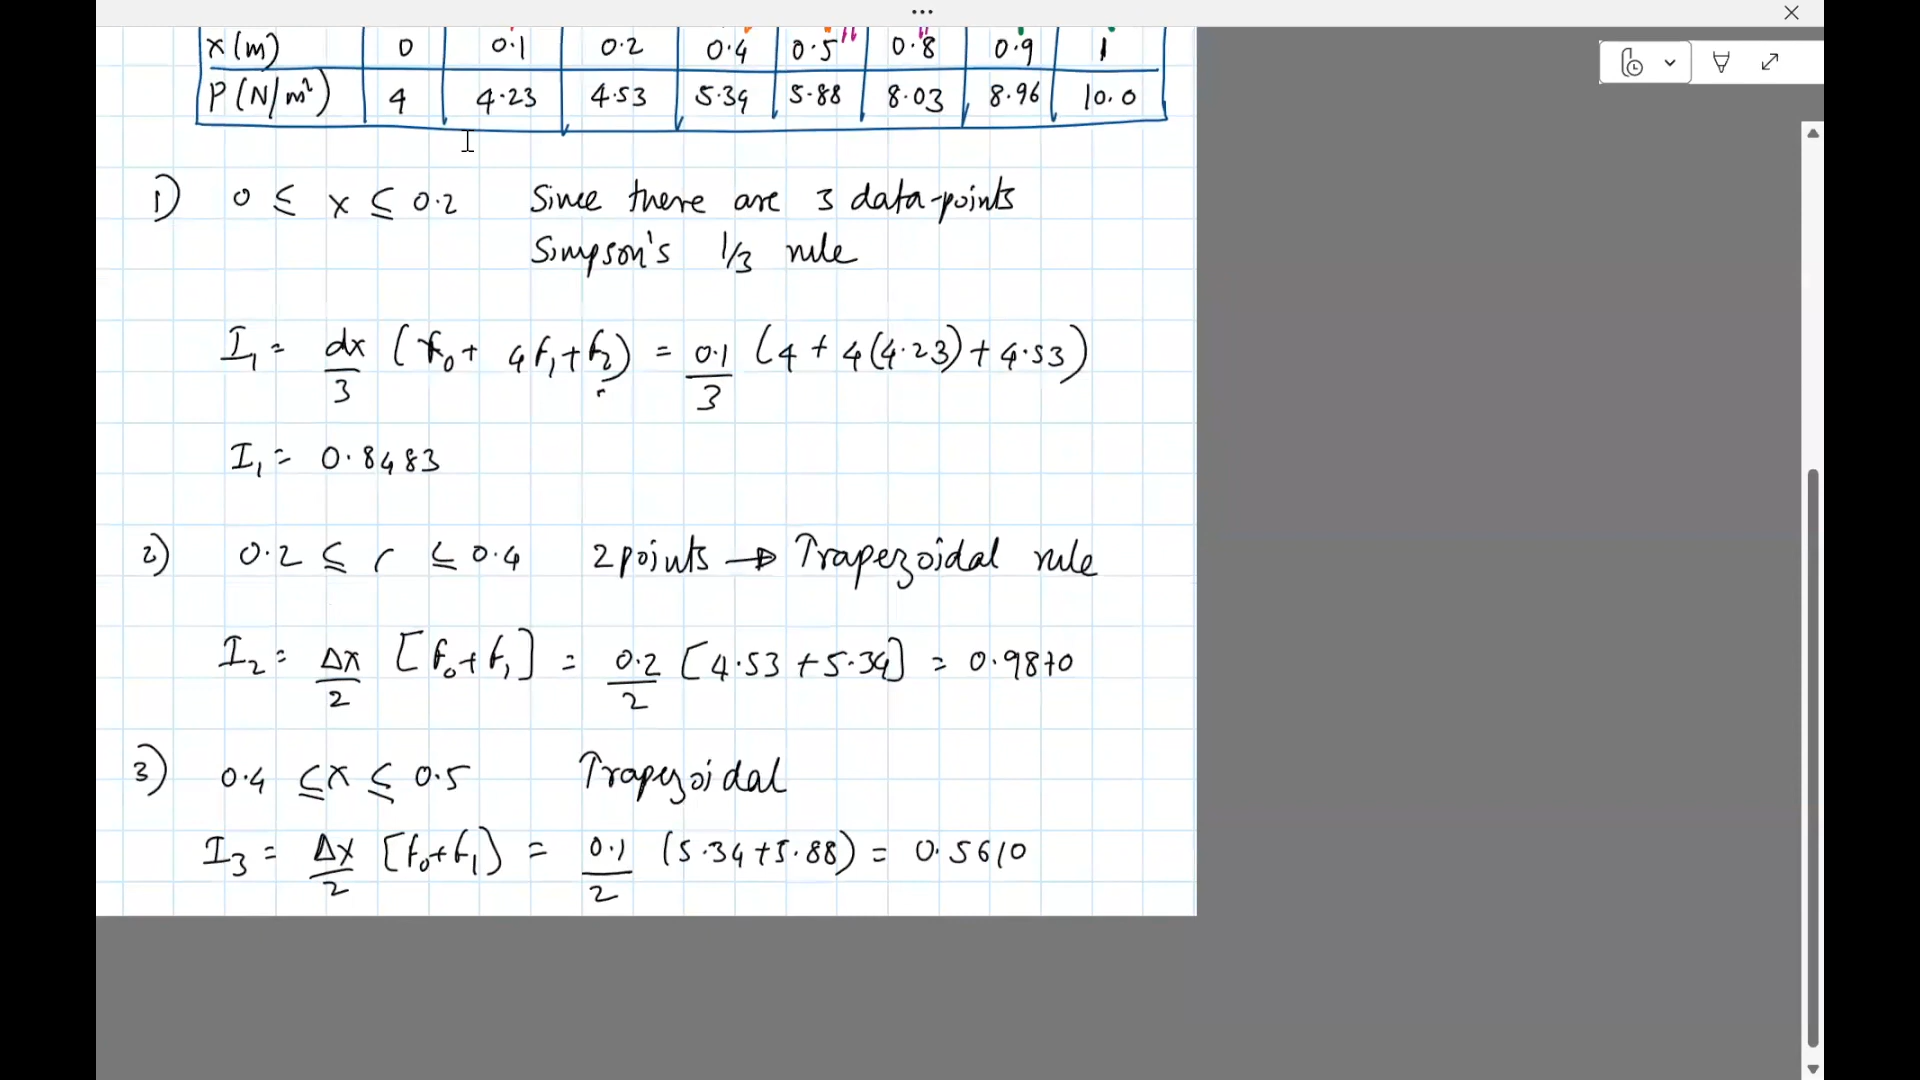 x (m) 0 0.1 0.2 0.4 0.5 0.8 0.9 1
P (N/m²) 4 4.23 4.53 5.34 5.88 8.03 8.96 10.0
1) 0 ≤ x ≤ 0.2 Since there are 3 data-points
Simpson's 1/3 rule
I₁ = dx/3 (f₀ + 4f₁ + f₂) = 0.1/3 (4 + 4(4.23) + 4.53)
I₁ = 0.8483
2) 0.2 ≤ r ≤ 0.4 2 points → Trapezoidal rule
I₂ = Δx/2 [f₀+f₁] = 0.2/2 [4.53 + 5.34] = 0.9870
3) 0.4 ≤ x ≤ 0.5 Trapezoidal
I₃ = Δx/2 [f₀+f₁) = 0.1/2 (5.34+5.88) = 0.5610